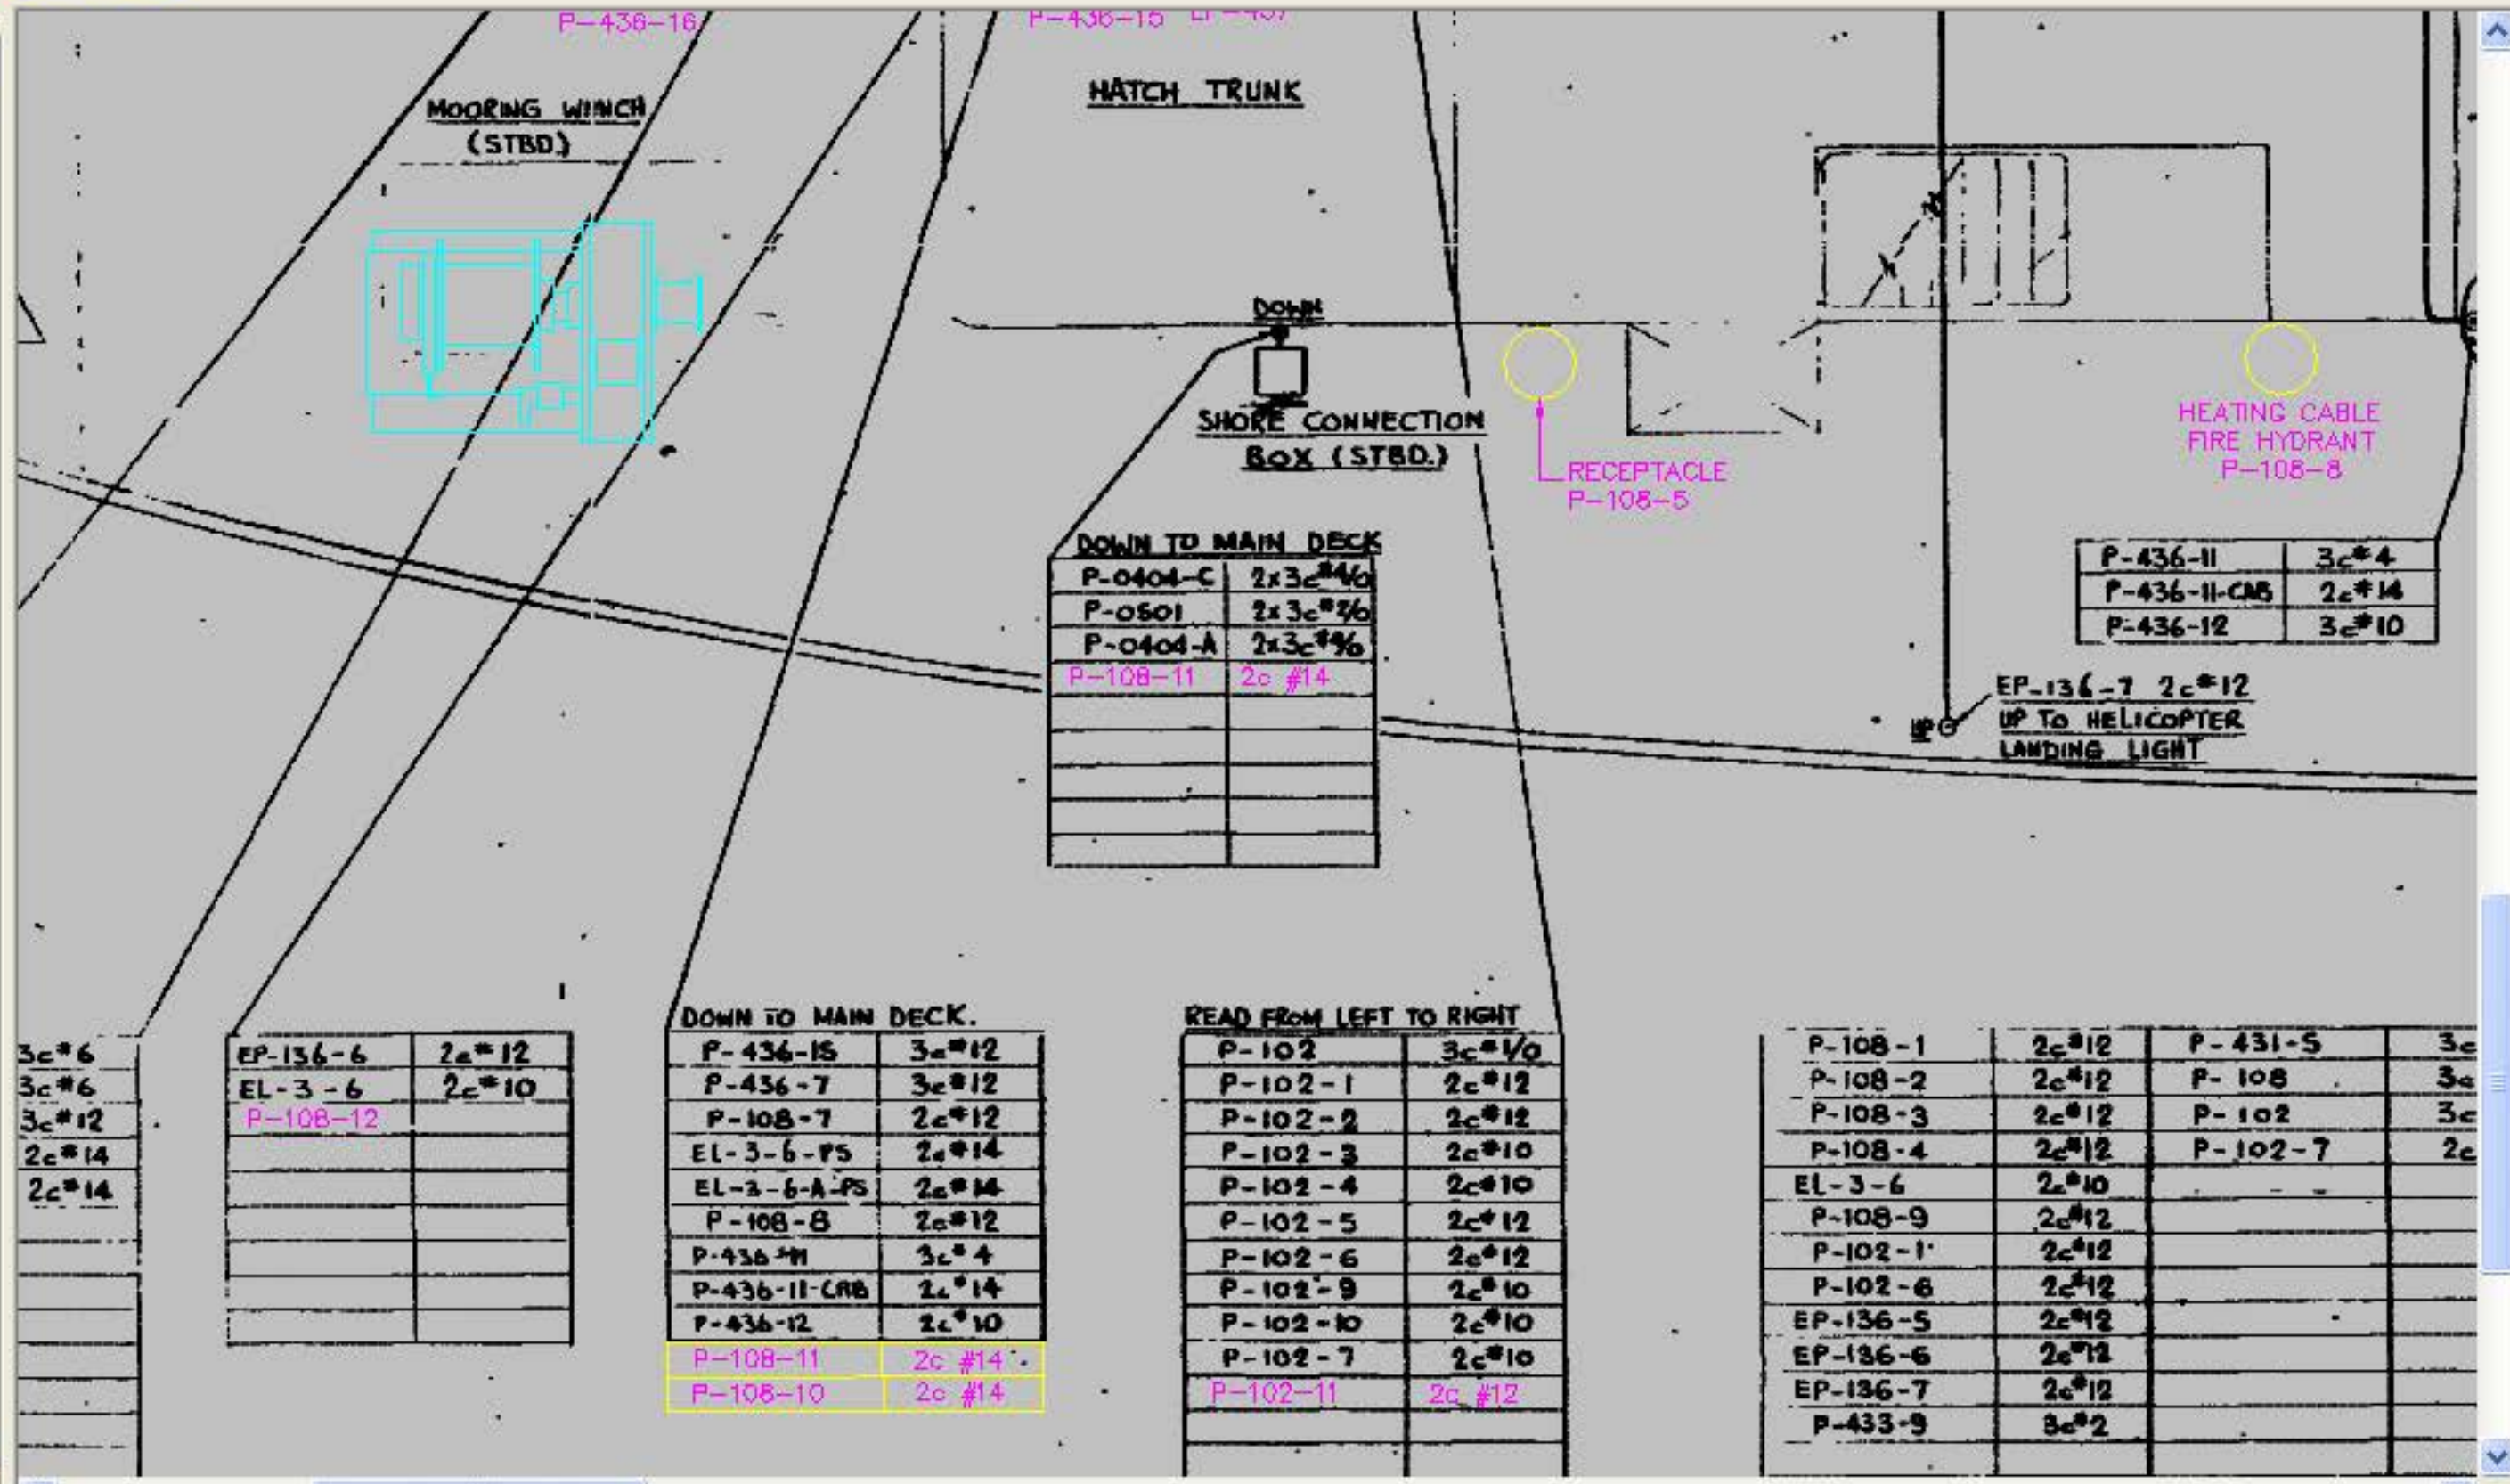 P-436-16
P-436-15
HATCH TRUNK
MOORING WINCH
(STBD.)
DOWN
SHORE CONNECTION
BOX (STBD.)
RECEPTACLE
P-108-5
HEATING CABLE
FIRE HYDRANT
P-108-8
DOWN TO MAIN DECK
P-0404-C 2x3c#4/0
P-0501 2x3c#2/0
P-0404-A 2x3c#4/0
P-108-11 2c #14
P-436-11 3c#4
P-436-11-CAB 2c#14
P-436-12 3c#10
EP-136-7 2c#12
UP TO HELICOPTER
LANDING LIGHT
UP
3c#6
3c#6
3c#12
2c#14
2c#14
EP-136-6 2c#12
EL-3-6 2c#10
P-108-12
DOWN TO MAIN DECK.
P-436-15 3c#12
P-436-7 3c#12
P-108-7 2c#12
EL-3-6-PS 2c#14
EL-3-6-A-PS 2c#14
P-108-8 2c#12
P-436-11 3c#4
P-436-11-CAB 2c#14
P-436-12 2c#10
P-108-11 2c #14
P-108-10 2c #14
READ FROM LEFT TO RIGHT
P-102 3c#1/0
P-102-1 2c#12
P-102-2 2c#12
P-102-3 2c#10
P-102-4 2c#10
P-102-5 2c#12
P-102-6 2c#12
P-102-9 2c#10
P-102-10 2c#10
P-102-7 2c#10
P-102-11 2c #12
P-108-1 2c#12 P-431-5 3c
P-108-2 2c#12 P-108 3c
P-108-3 2c#12 P-102 3c
P-108-4 2c#12 P-102-7 2c
EL-3-6 2c#10
P-108-9 2c#12
P-102-1 2c#12
P-102-6 2c#12
EP-136-5 2c#12
EP-136-6 2c#12
EP-136-7 2c#12
P-433-9 3c#2